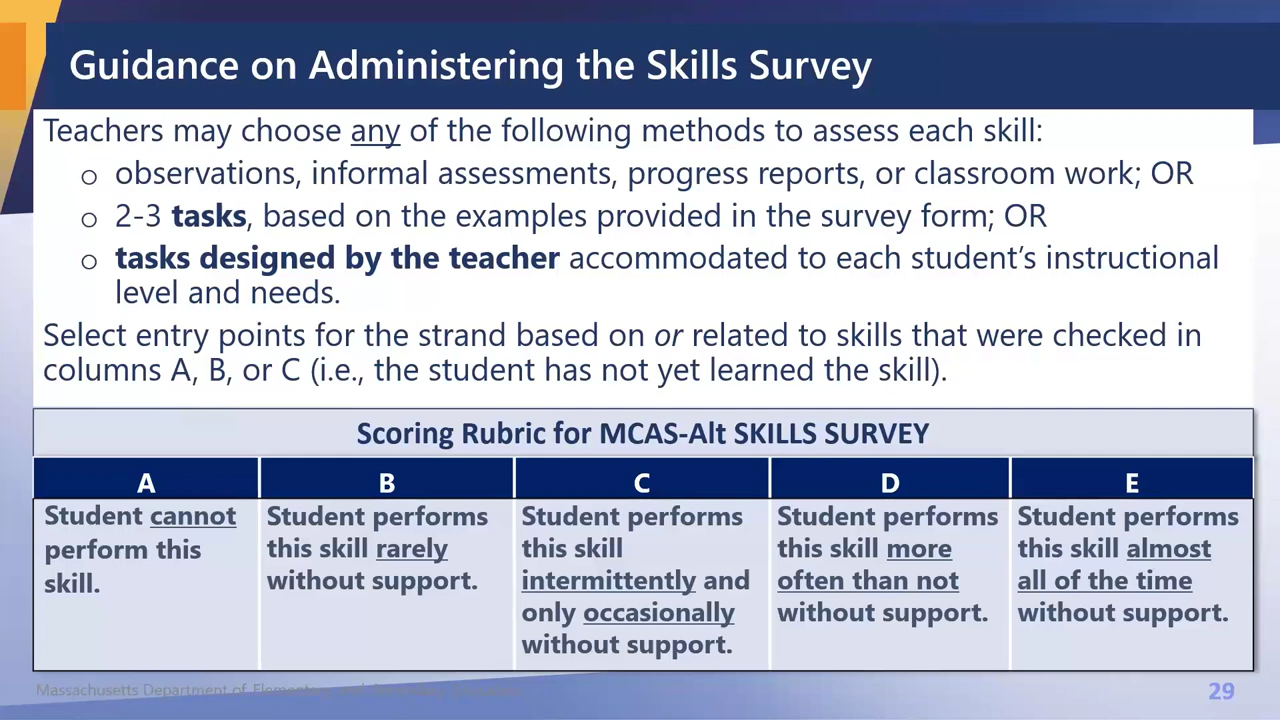 Guidance on Administering the Skills Survey
Teachers may choose any of the following methods to assess each skill:
o observations, informal assessments, progress reports, or classroom work; OR
o 2-3 tasks, based on the examples provided in the survey form; OR
o tasks designed by the teacher accommodated to each student’s instructional
level and needs.
Select entry points for the strand based on or related to skills that were checked in
columns A, B, or C (i.e., the student has not yet learned the skill).
Scoring Rubric for MCAS-Alt SKILLS SURVEY
A
Student cannot
perform this
skill.
B
Student performs
this skill rarely
without support.
C
Student performs
this skill
intermittently and
only occasionally
without support.
D
Student performs
this skill more
often than not
without support.
E
Student performs
this skill almost
all of the time
without support.
Massachusetts Department of Elementary and Secondary Education
29